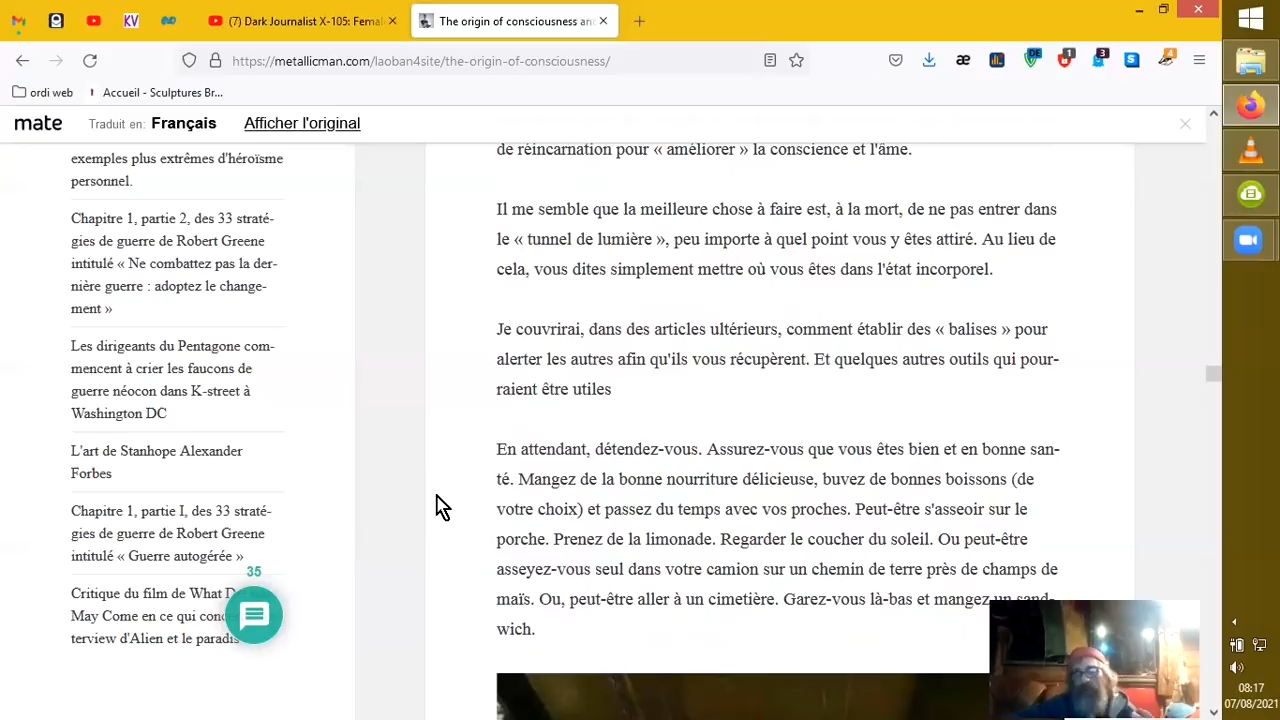 (7) Dark Journalist X-105: Fema
The origin of consciousness an
https://metallicman.com/laoban4site/the-origin-of-consciousness/
DE
1
3
4
ordi web
Accueil - Sculptures Br...
mate
Traduit en: Français
Afficher l'original
exemples plus extrêmes d'héroïsme
personnel.
Chapitre 1, partie 2, des 33 straté-
gies de guerre de Robert Greene
intitulé « Ne combattez pas la der-
nière guerre : adoptez le change-
ment »
Les dirigeants du Pentagone com-
mencent à crier les faucons de
guerre néocon dans K-street à
Washington DC
L'art de Stanhope Alexander
Forbes
Chapitre 1, partie I, des 33 straté-
gies de guerre de Robert Greene
intitulé « Guerre autogérée »
35
Critique du film de What D
May Come en ce qui conc
terview d'Alien et le paradis
de réincarnation pour « améliorer » la conscience et l'âme.
Il me semble que la meilleure chose à faire est, à la mort, de ne pas entrer dans
le « tunnel de lumière », peu importe à quel point vous y êtes attiré. Au lieu de
cela, vous dites simplement mettre où vous êtes dans l'état incorporel.
Je couvrirai, dans des articles ultérieurs, comment établir des « balises » pour
alerter les autres afin qu'ils vous récupèrent. Et quelques autres outils qui pour-
raient être utiles
En attendant, détendez-vous. Assurez-vous que vous êtes bien et en bonne san-
té. Mangez de la bonne nourriture délicieuse, buvez de bonnes boissons (de
votre choix) et passez du temps avec vos proches. Peut-être s'asseoir sur le
porche. Prenez de la limonade. Regarder le coucher du soleil. Ou peut-être
asseyez-vous seul dans votre camion sur un chemin de terre près de champs de
maïs. Ou, peut-être aller à un cimetière. Garez-vous là-bas et mangez un sand-
wich.
08:17
07/08/2021